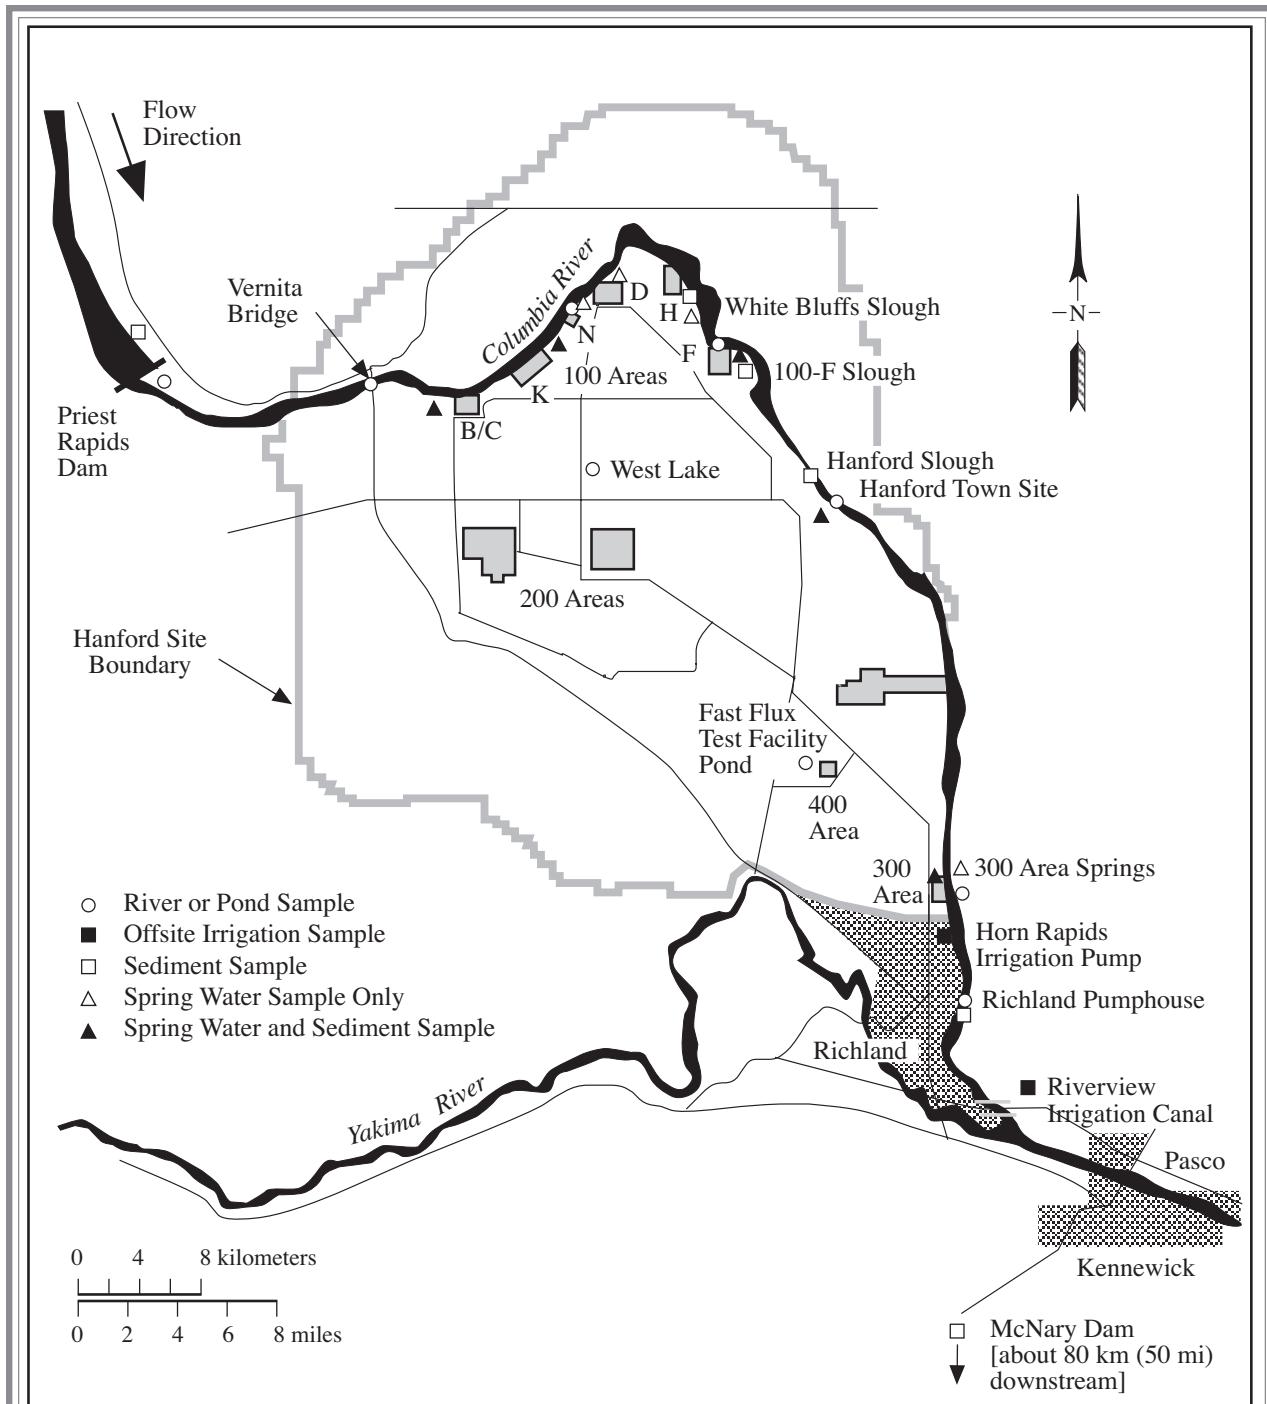 Flow
Direction
Vernita
Bridge
Columbia River
D
H
N
White Bluffs Slough
F
100-F Slough
K
100 Areas
B/C
Priest
Rapids
Dam
West Lake
Hanford Slough
Hanford Town Site
–N–
200 Areas
Hanford Site
Boundary
Fast Flux
Test Facility
Pond
400
Area
300
Area
300 Area Springs
River or Pond Sample
Offsite Irrigation Sample
Sediment Sample
Spring Water Sample Only
Spring Water and Sediment Sample
Horn Rapids
Irrigation Pump
Richland Pumphouse
Richland
Riverview
Irrigation Canal
Yakima River
Pasco
Kennewick
0 4 8 kilometers
0 2 4 6 8 miles
McNary Dam
[about 80 km (50 mi)
downstream]